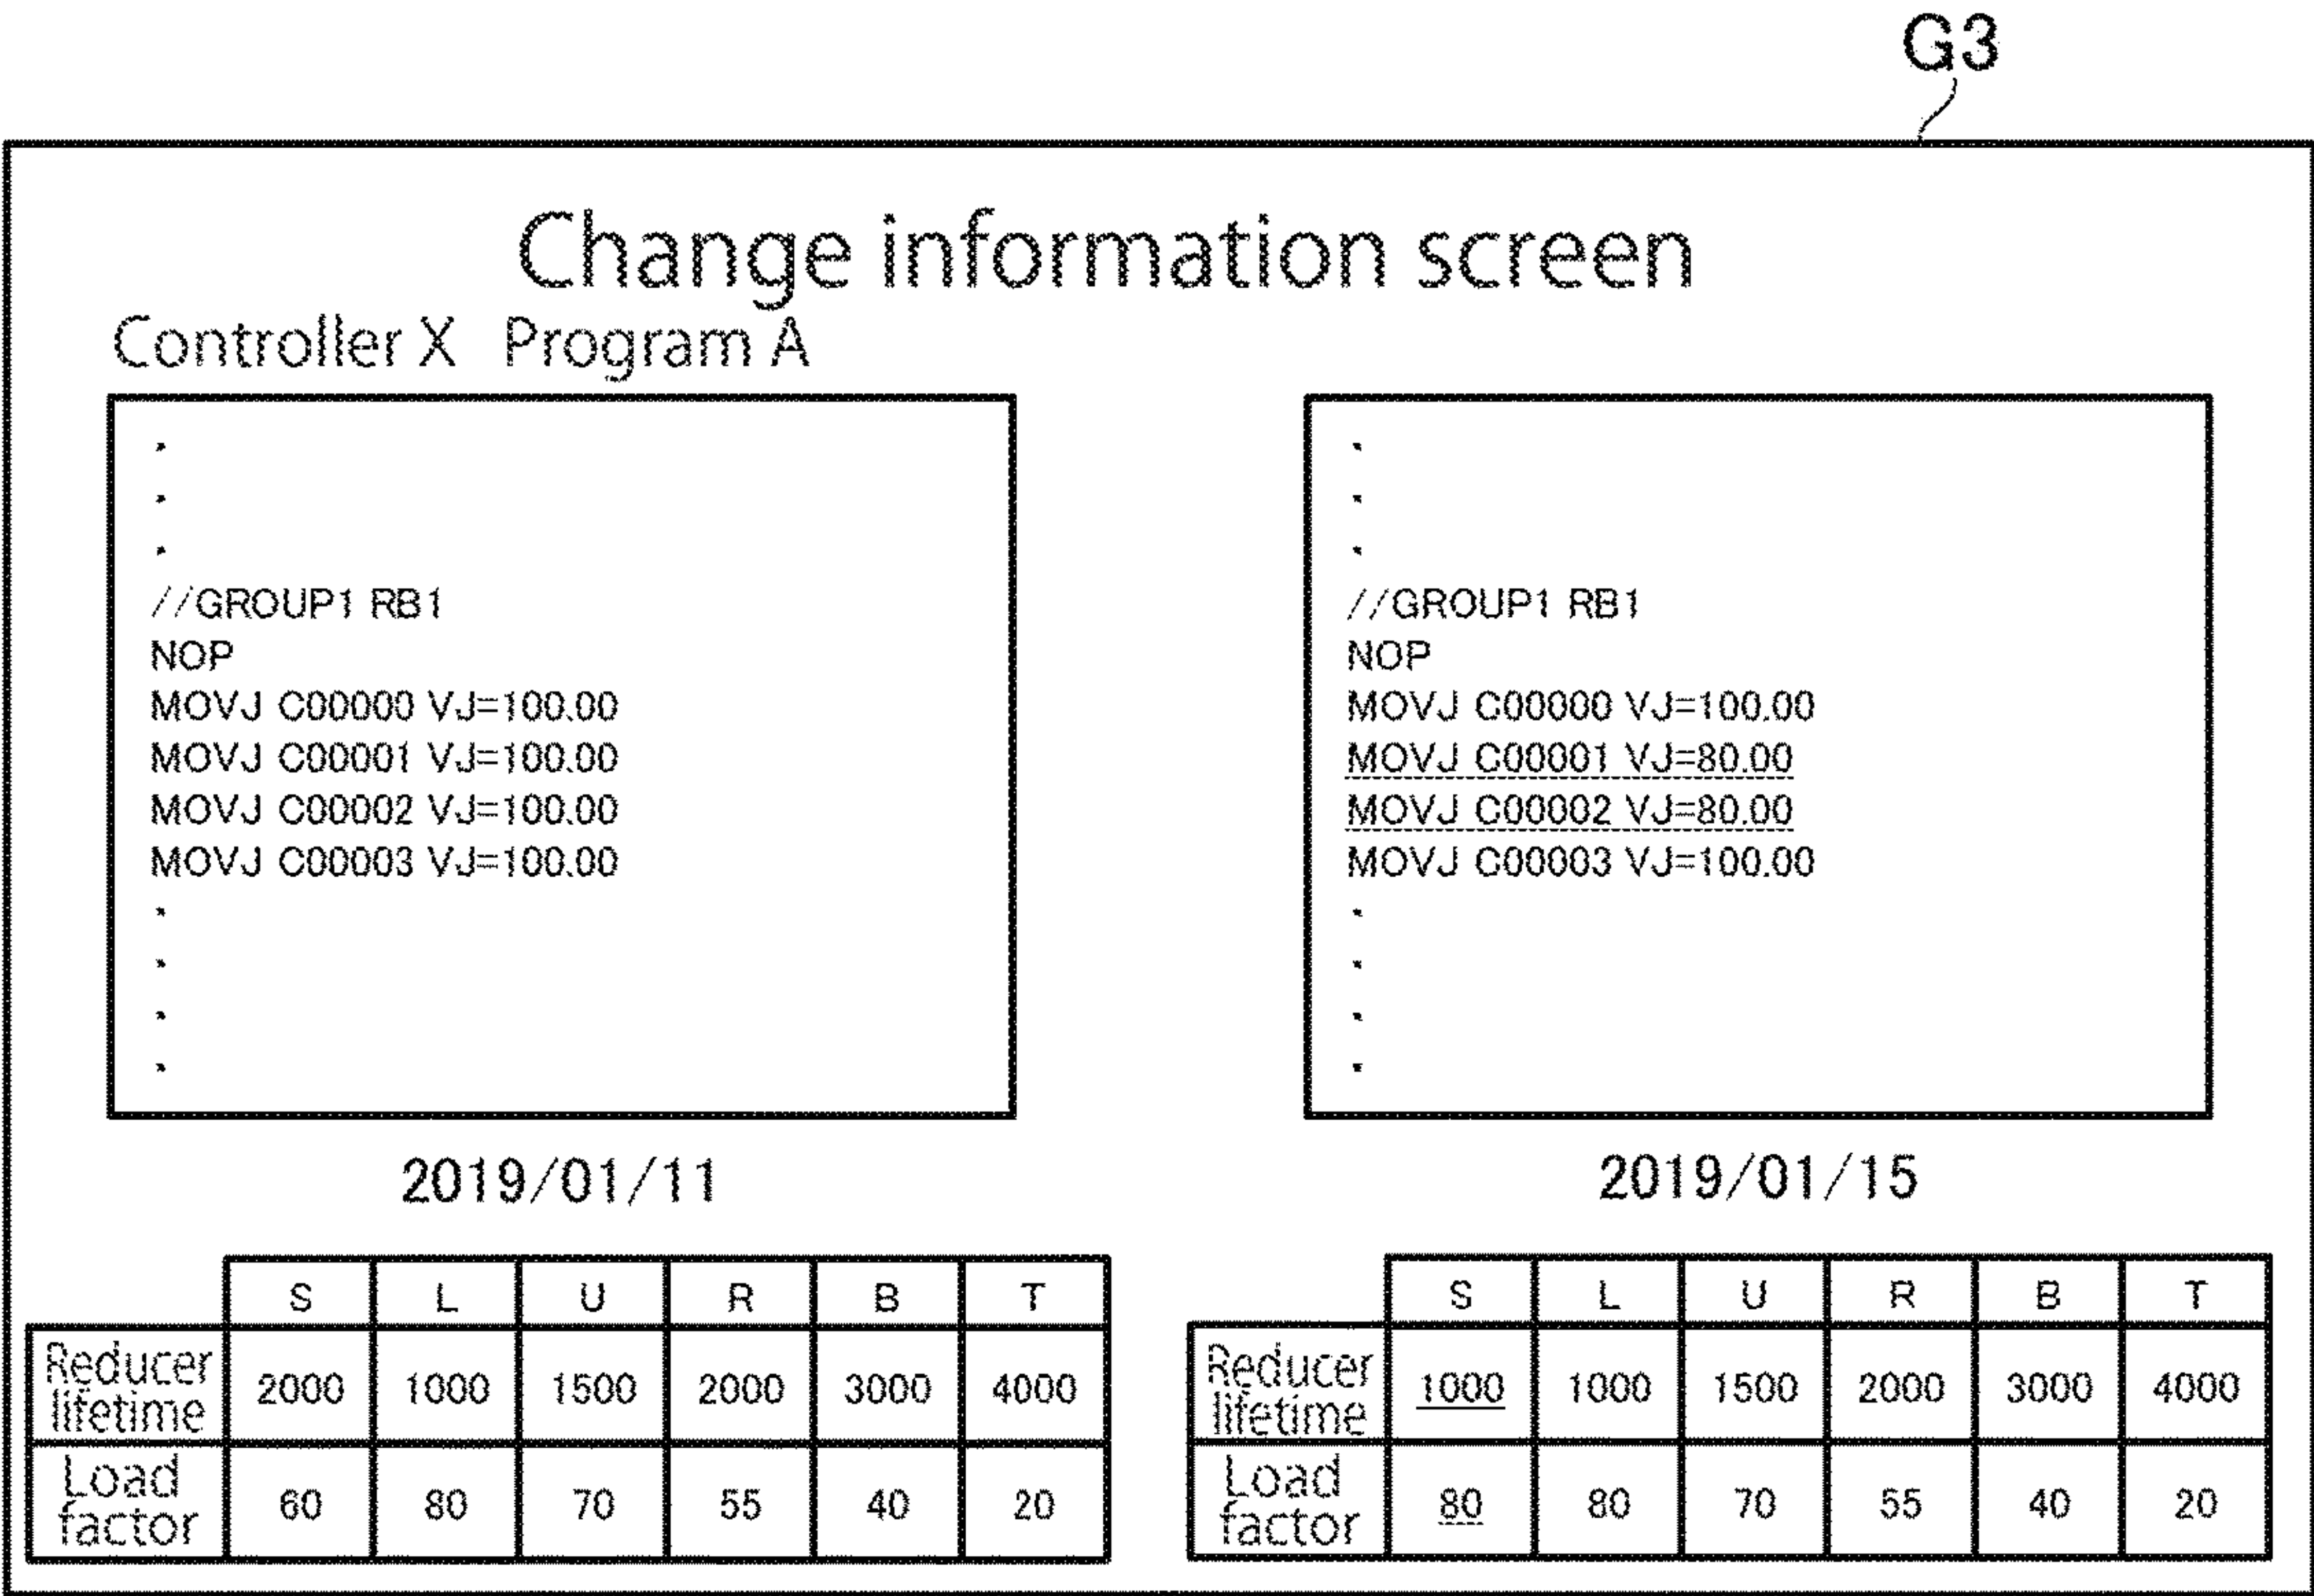 G3
Change information screen
Controller X Program A
.
.
.
//GROUP1 RB1
NOP
MOVJ C00000 VJ=100.00
MOVJ C00001 VJ=100.00
MOVJ C00002 VJ=100.00
MOVJ C00003 VJ=100.00
.
.
.
.
2019/01/11
.
.
.
//GROUP1 RB1
NOP
MOVJ C00000 VJ=100.00
MOVJ C00001 VJ=80.00
MOVJ C00002 VJ=80.00
MOVJ C00003 VJ=100.00
.
.
.
.
2019/01/15
S L U R B T
Reducer
lifetime 2000 1000 1500 2000 3000 4000
Load
factor 60 80 70 55 40 20
S L U R B T
Reducer
lifetime 1000 1000 1500 2000 3000 4000
Load
factor 80 80 70 55 40 20